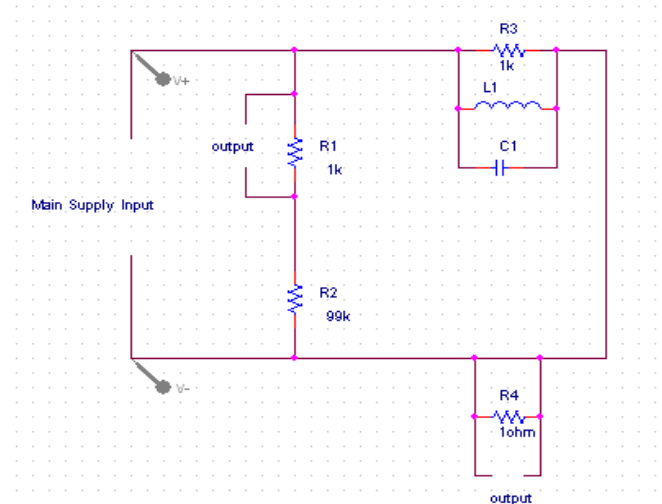 R3
1k
V+
L1
output
R1
1k
C1
Main Supply Input
R2
99k
V-
R4
1ohm
output